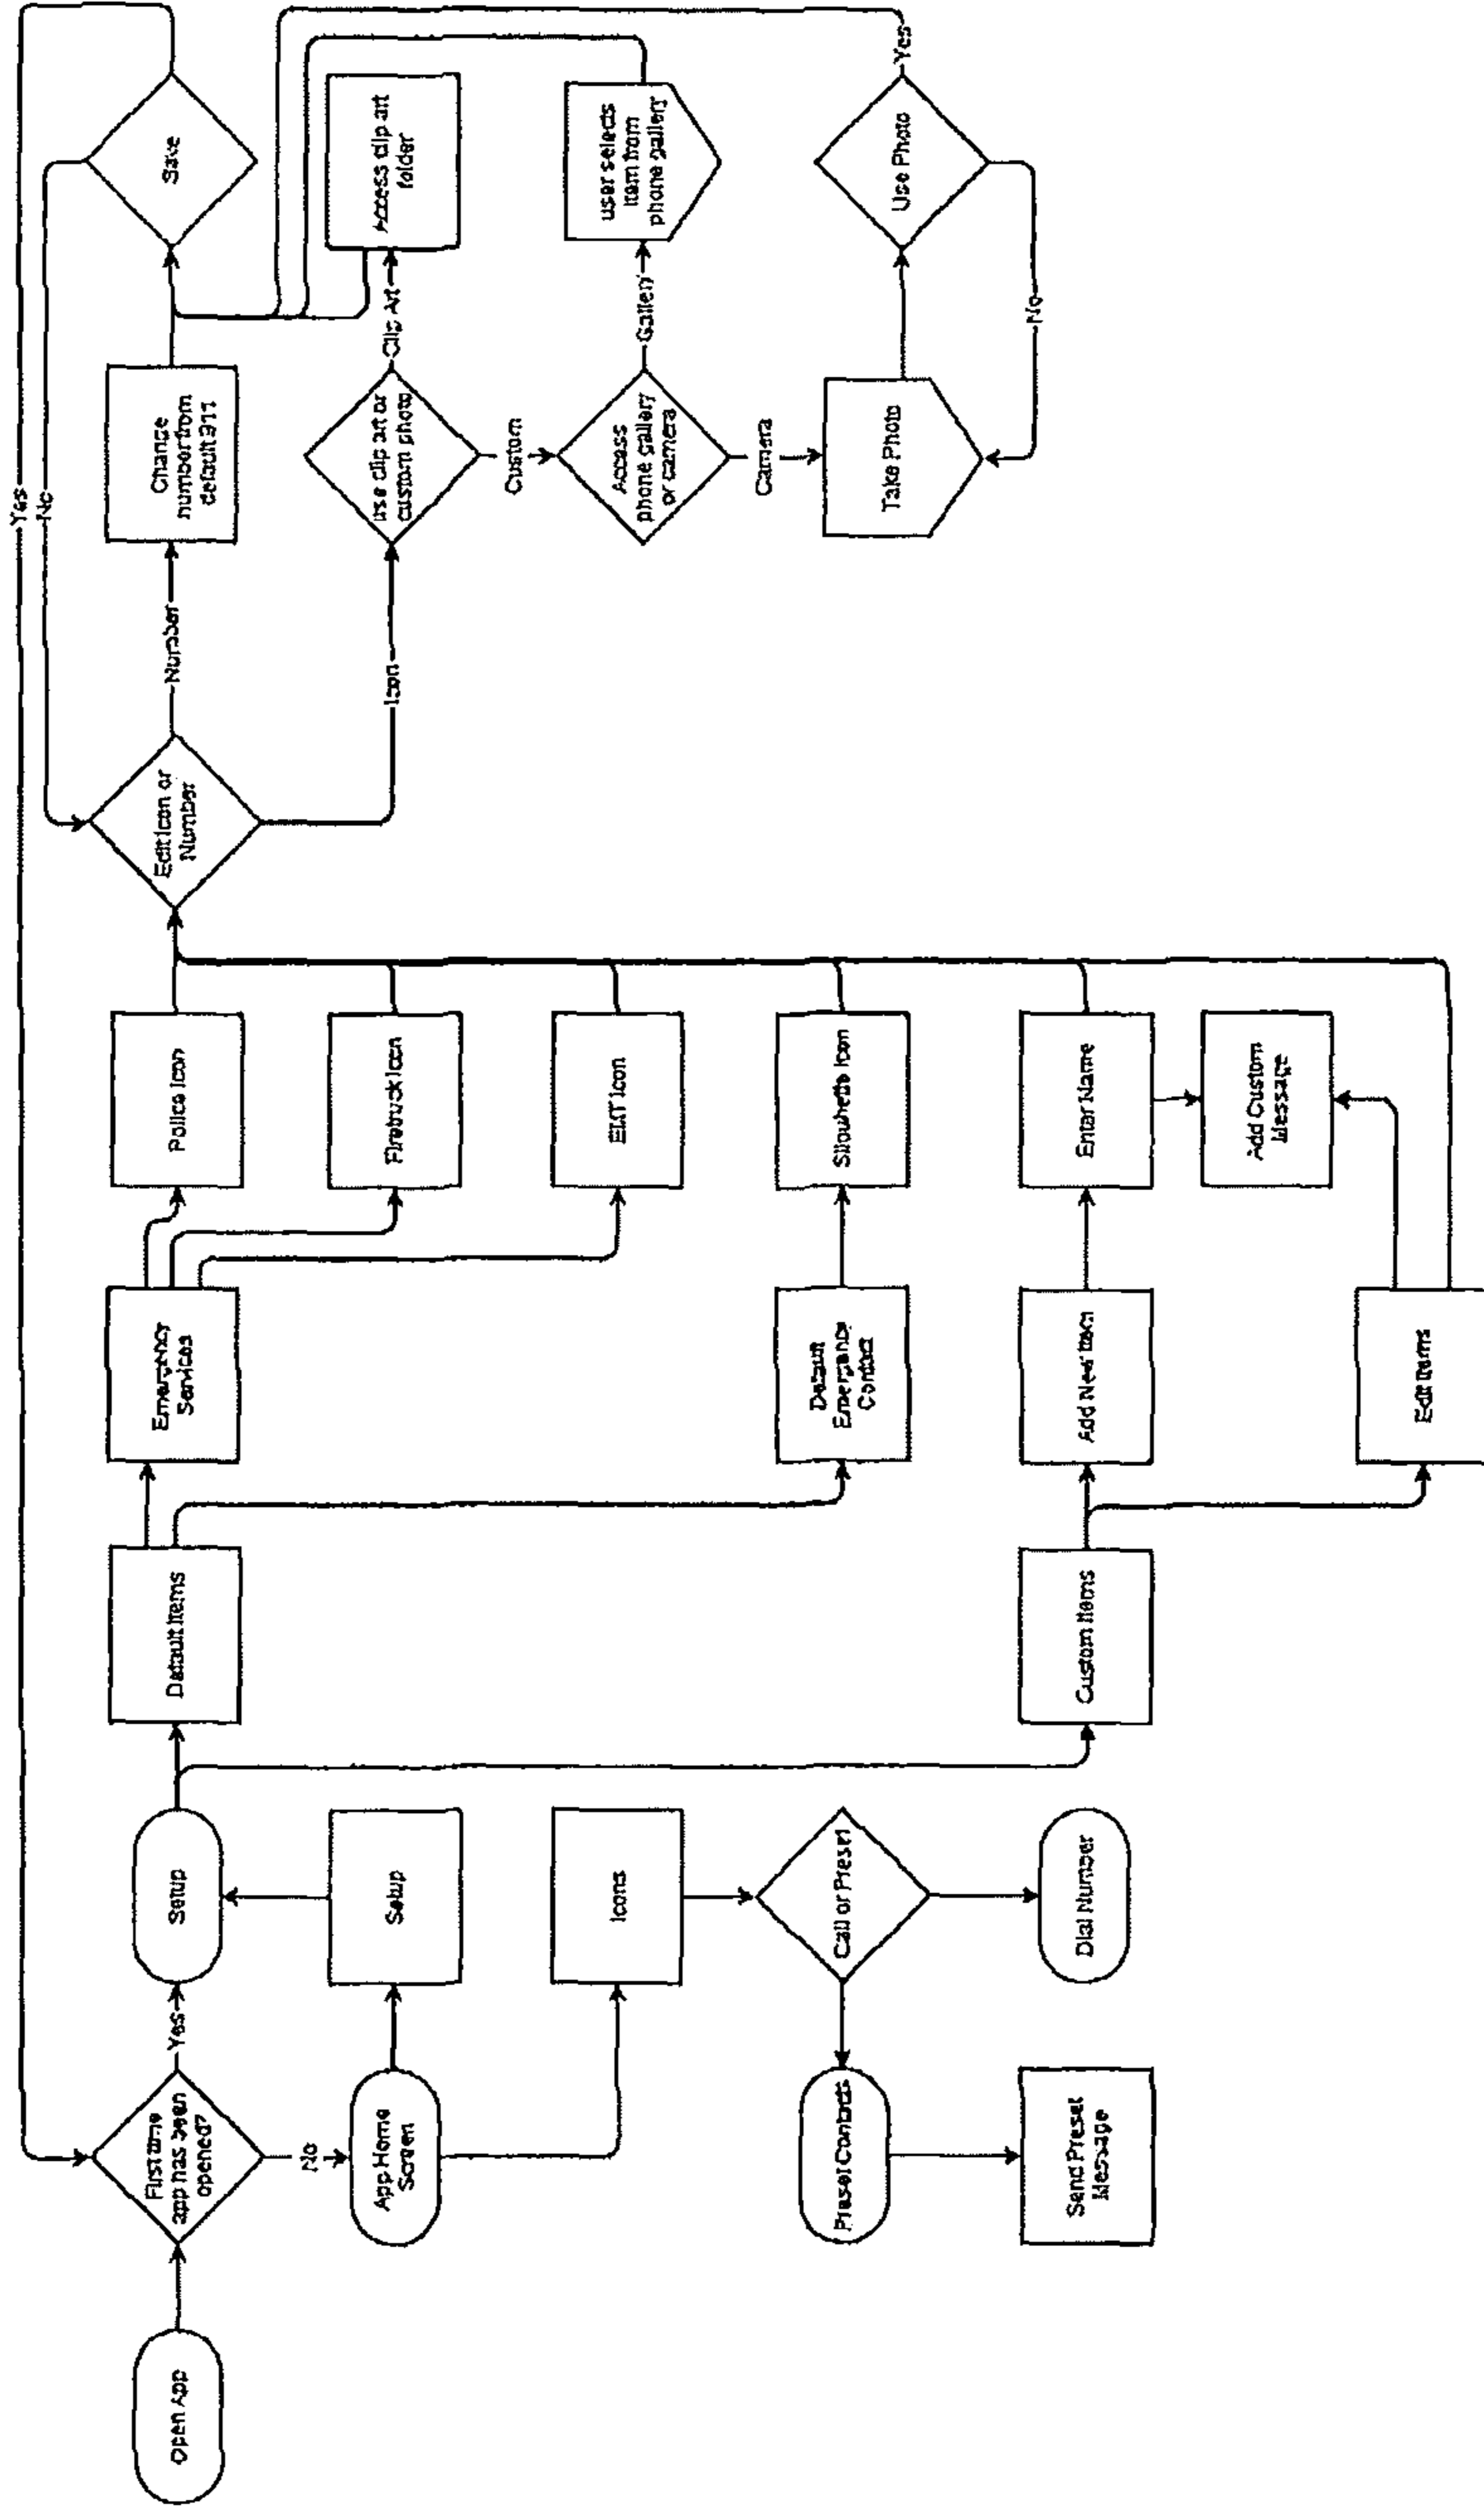 Open App
First time
app has been
opened?
Yes
No
App Home
Screen
Setup
Setup
Icons
Call or Preset
Preset Contacts
Send Preset
Message
Dial Number
Default Items
Custom Items
Emergency
Services
Default
Emergency
Contact
Add New Item
Edit Items
Police Icon
Firetruck Icon
EMT Icon
Silouhette Icon
Enter Name
Add Custom
Message
Edit Icon or
Number
Number
Icon
Change
number from
default 911
use clip art or
custom photo
Clip Art
Custom
Access
phone gallery
or camera
Gallery
Camera
Take Photo
Save
Yes
No
Access clip art
folder
user selects
item from
phone gallery
Use Photo
Yes
No